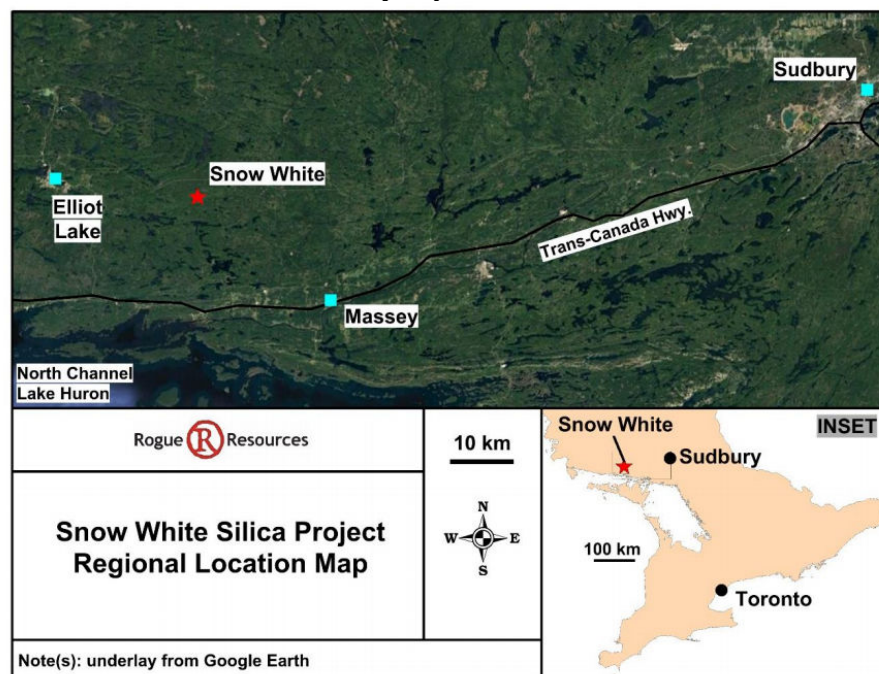 Sudbury
Snow White
Elliot
Lake
Trans-Canada Hwy.
Massey
North Channel
Lake Huron
Rogue R Resources
10 km
N
W E
S
Snow White Silica Project
Regional Location Map
Note(s): underlay from Google Earth
Snow White
INSET
Sudbury
100 km
Toronto